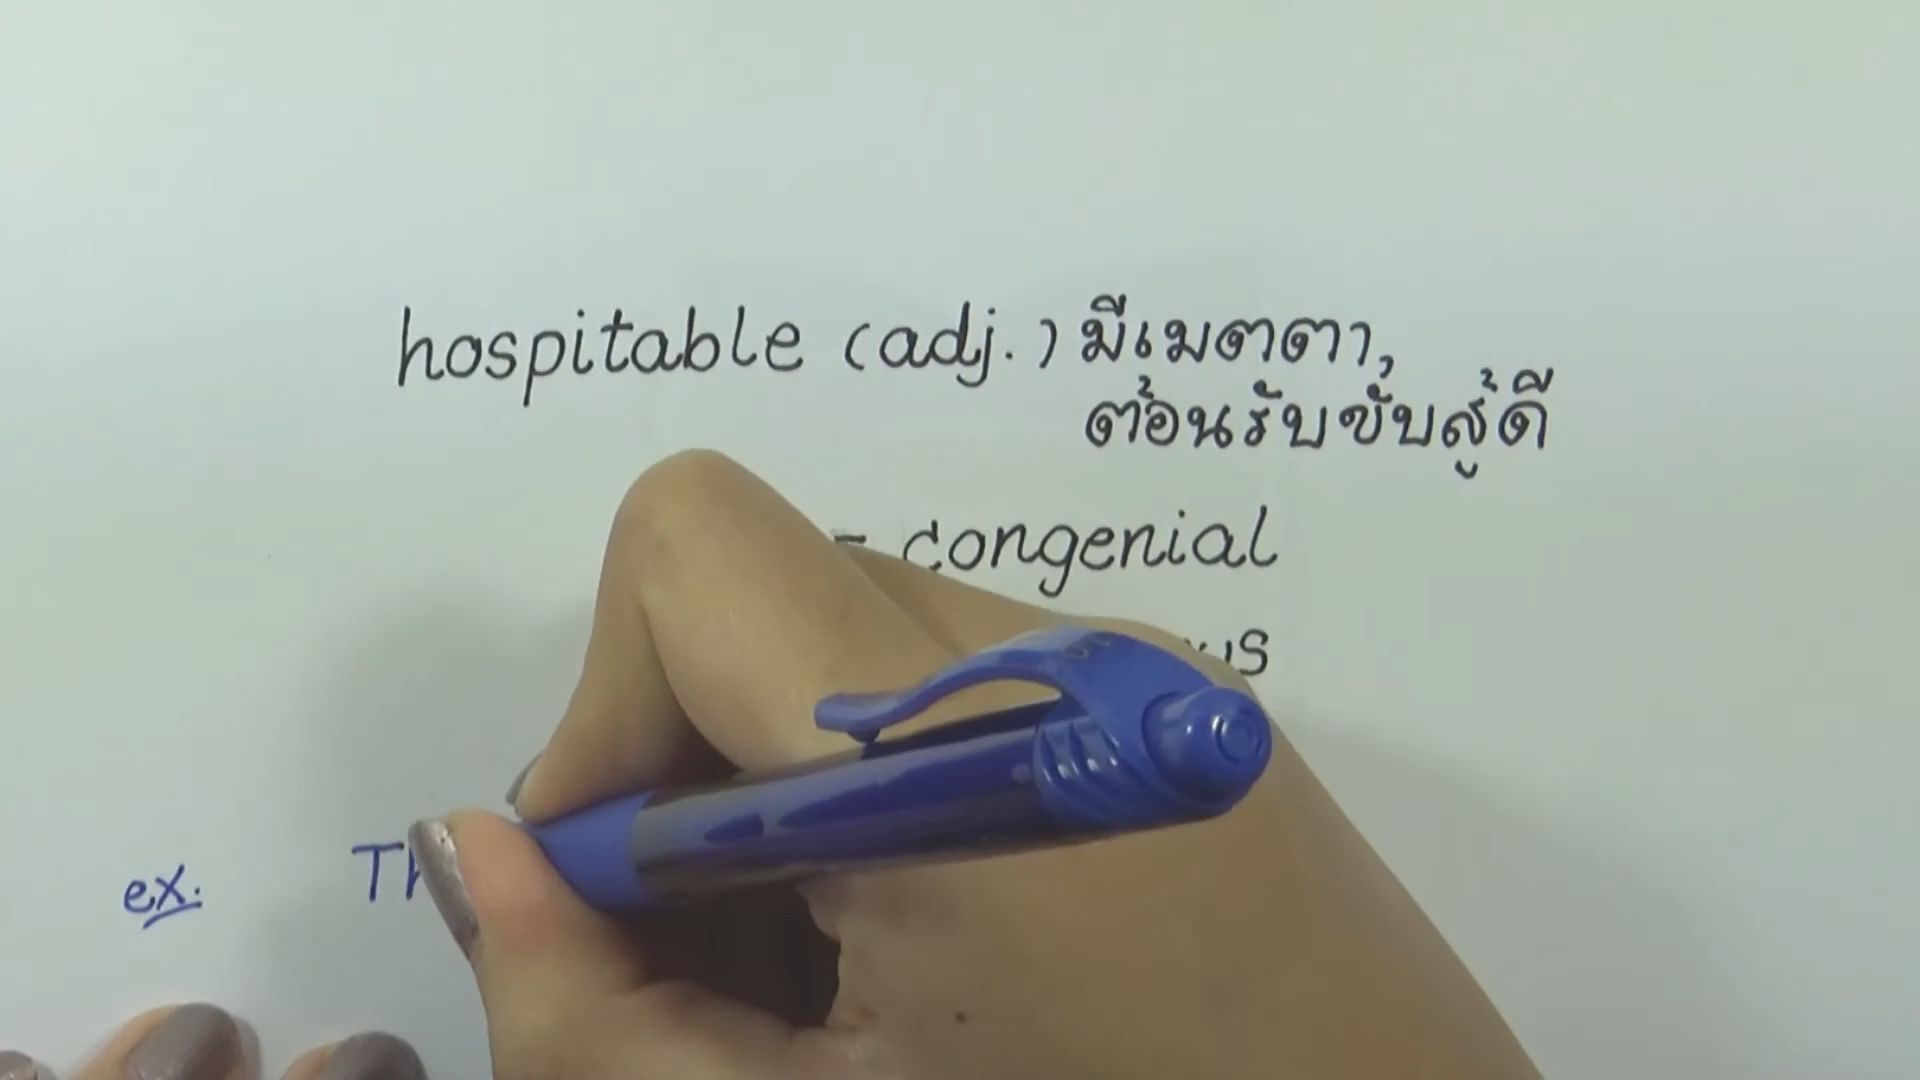 hospitable (adj.) มีเมตตา,
ต้อนรับขับสู้ดี
- congenial
ex.